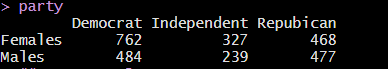 > party
Democrat Independent Repubican
Females 762 327 468
Males 484 239 477